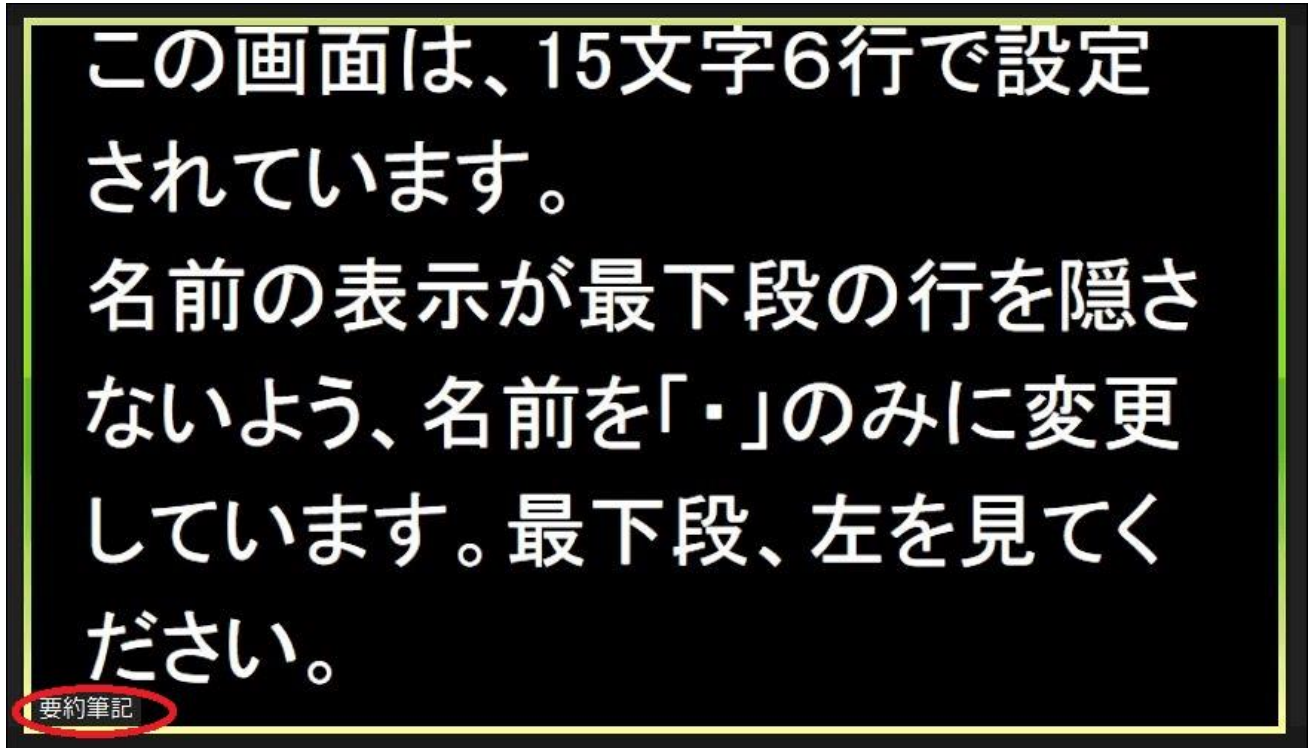 この画面は、15文字6行で設定
されています。
名前の表示が最下段の行を隠さ
ないよう、名前を「・」のみに変更
しています。最下段、左を見てく
ださい。
要約筆記